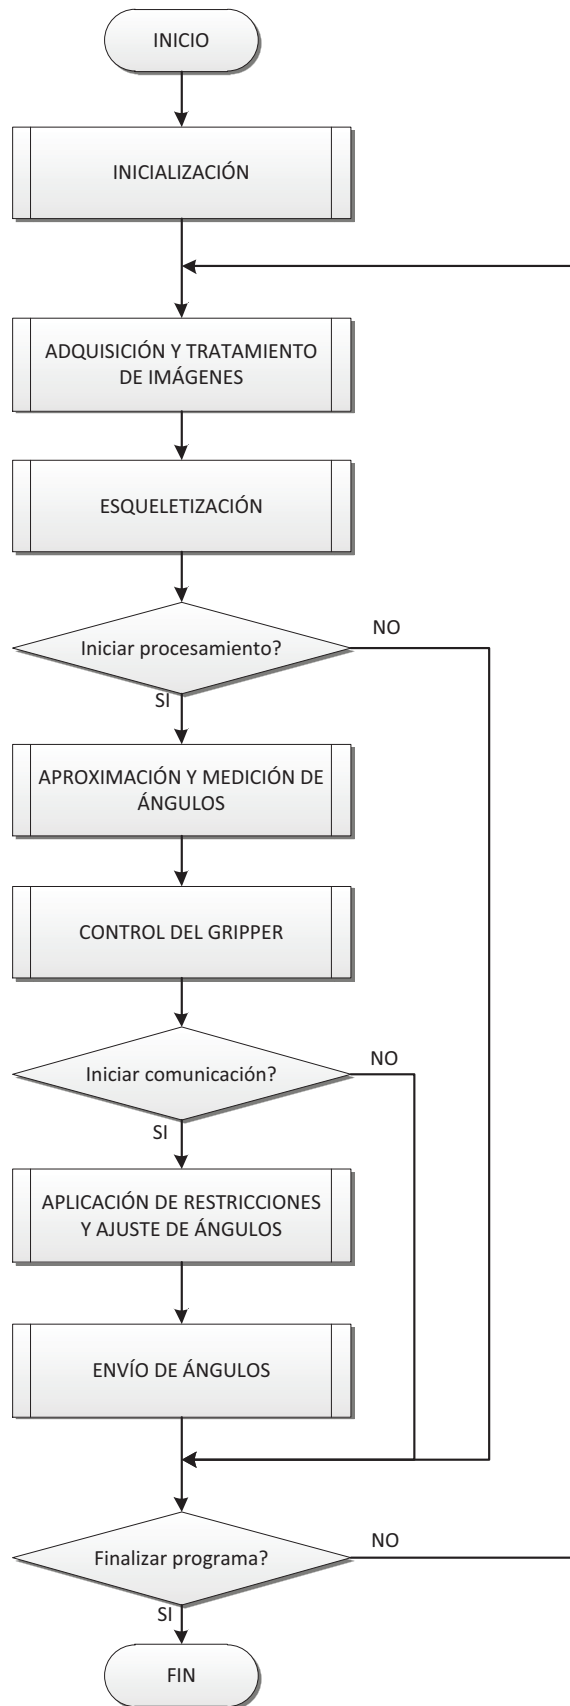 INICIO
INICIALIZACIÓN
ADQUISICIÓN Y TRATAMIENTO
DE IMÁGENES
ESQUELETIZACIÓN
Iniciar procesamiento?
NO
SI
APROXIMACIÓN Y MEDICIÓN DE
ÁNGULOS
CONTROL DEL GRIPPER
Iniciar comunicación?
NO
SI
APLICACIÓN DE RESTRICCIONES
Y AJUSTE DE ÁNGULOS
ENVÍO DE ÁNGULOS
Finalizar programa?
NO
SI
FIN